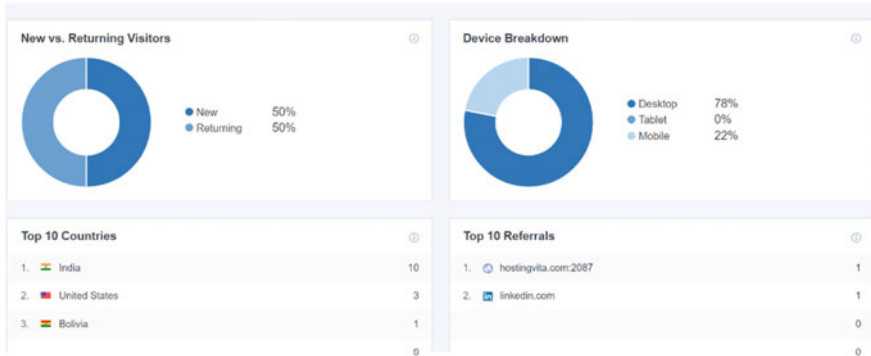 New vs. Returning Visitors
New 50%
Returning 50%
Device Breakdown
Desktop 78%
Tablet 0%
Mobile 22%
Top 10 Countries
1. India 10
2. United States 3
3. Bolivia 1
0
Top 10 Referrals
1. hostingvita.com:2087 1
2. linkedin.com 1
0
0